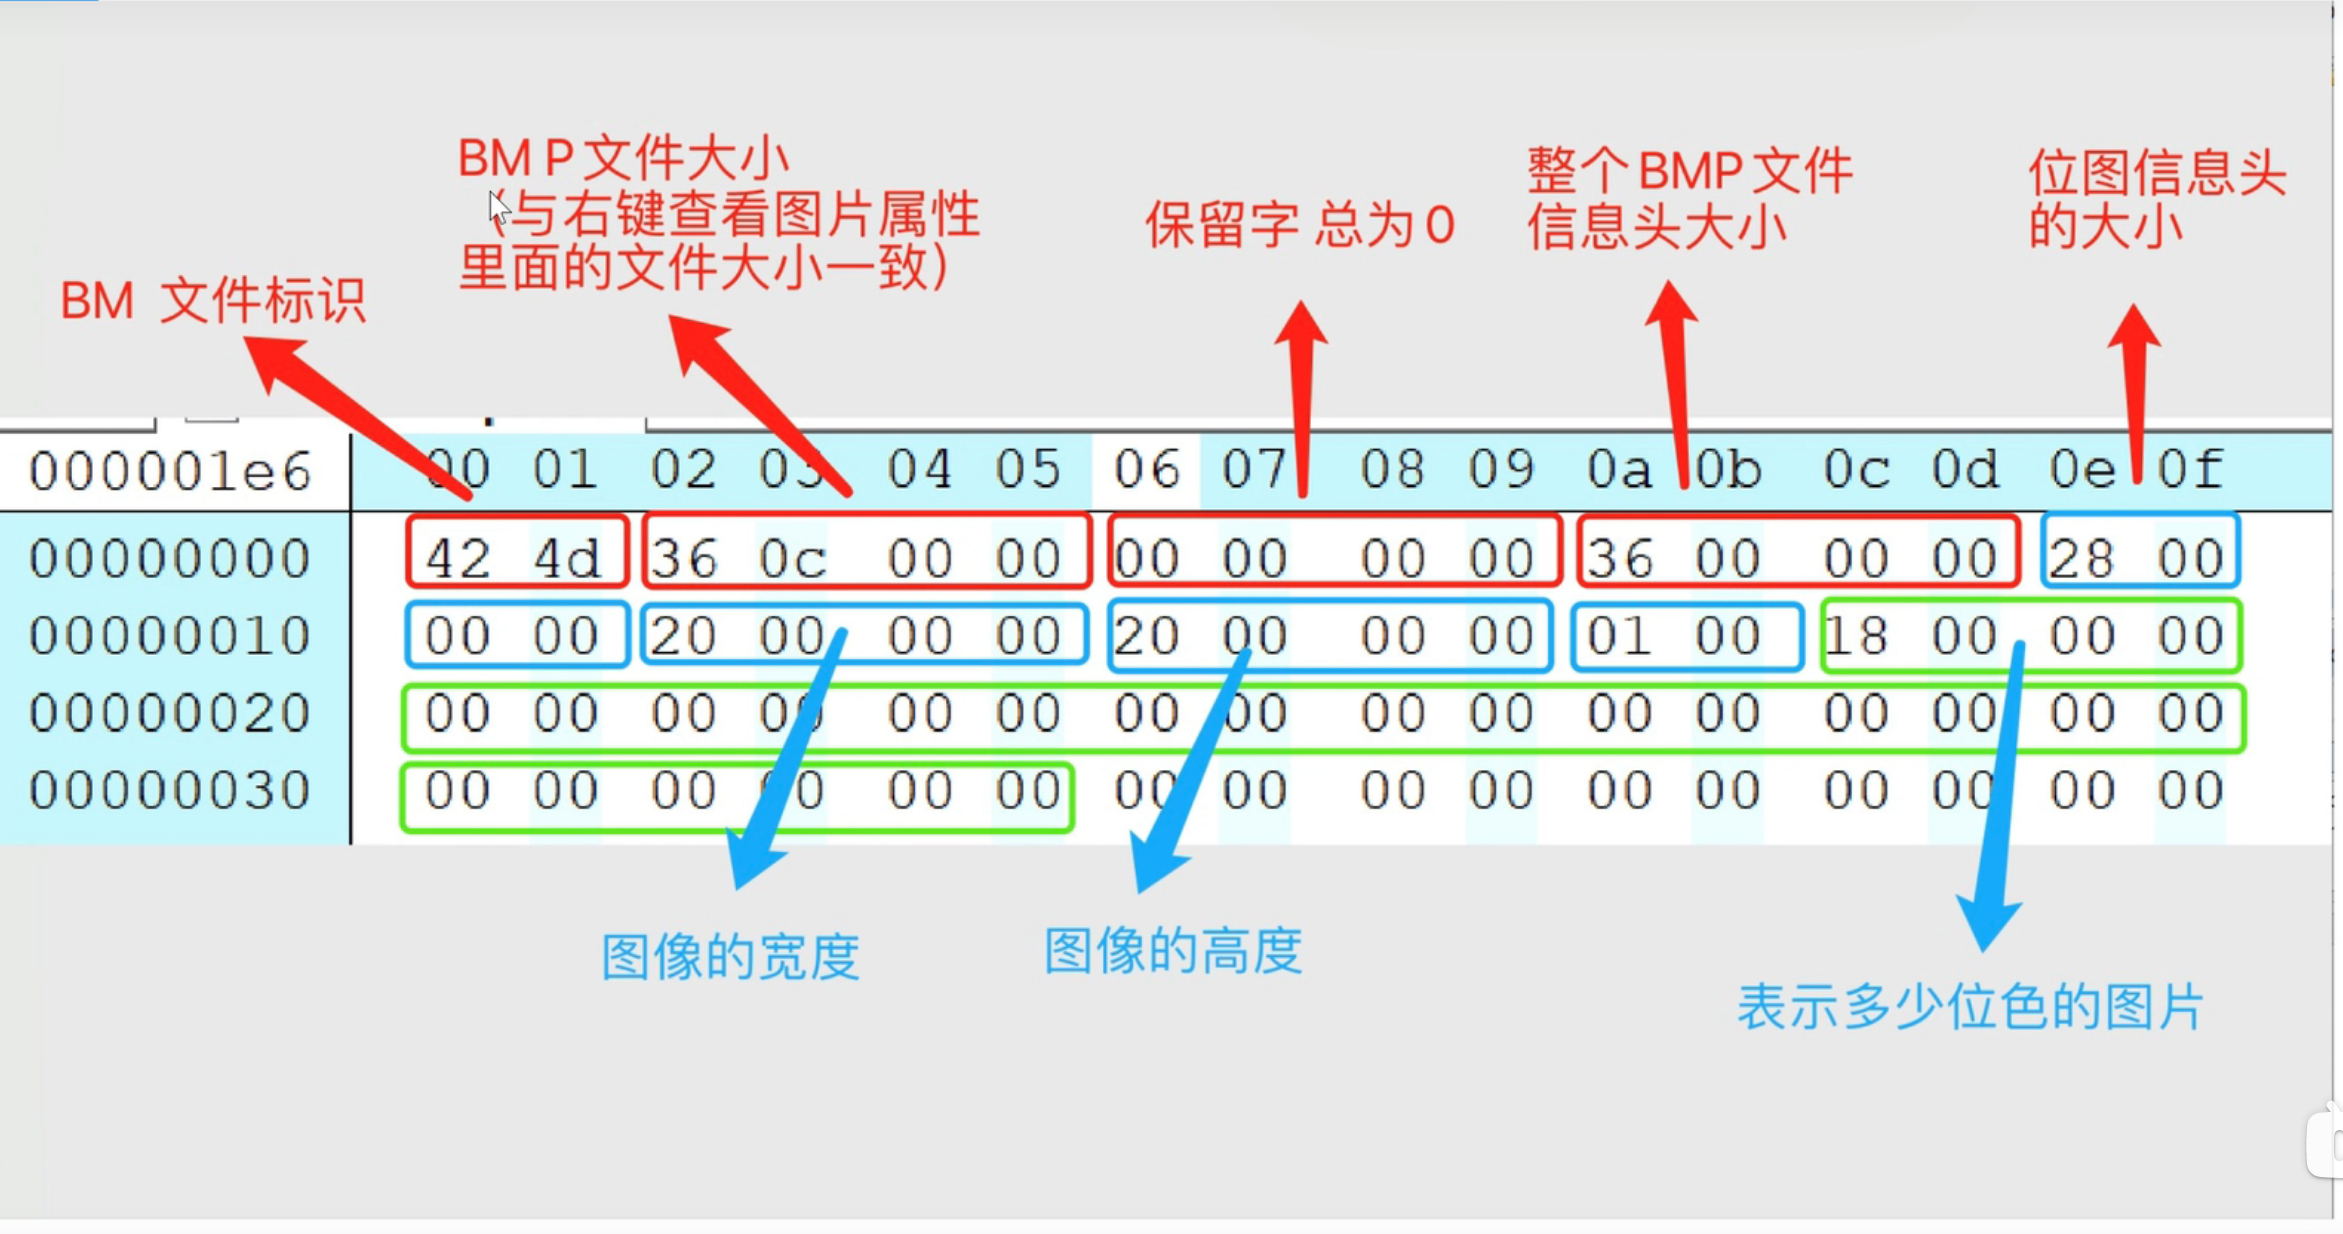 BMP文件大小
（与右键查看图片属性
里面的文件大小一致）
整个BMP文件
信息头大小
位图信息头
的大小
保留字 总为0
BM 文件标识
000001e6 00 01 02 03 04 05 06 07 08 09 0a 0b 0c 0d 0e 0f
00000000 42 4d 36 0c 00 00 00 00 00 00 36 00 00 00 28 00
00000010 00 00 20 00 00 00 20 00 00 00 01 00 18 00 00 00
00000020 00 00 00 00 00 00 00 00 00 00 00 00 00 00 00 00
00000030 00 00 00 00 00 00 00 00 00 00 00 00 00 00 00 00
图像的宽度
图像的高度
表示多少位色的图片